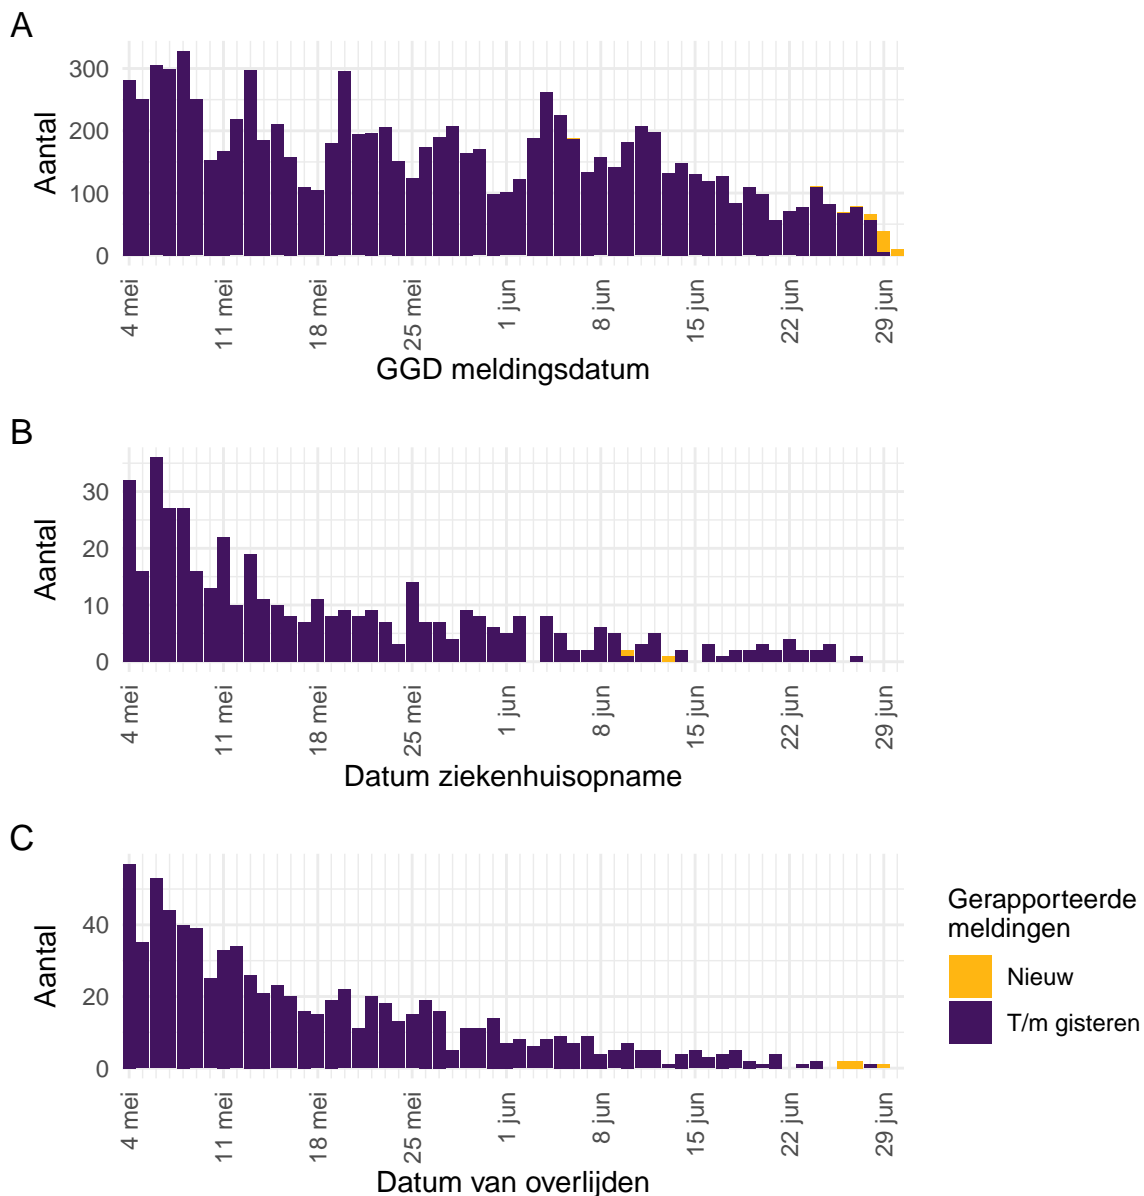 A
Aantal
300
200
100
0
4 mei
11 mei
18 mei
25 mei
1 jun
8 jun
15 jun
22 jun
29 jun
GGD meldingsdatum
B
Aantal
30
20
10
0
4 mei
11 mei
18 mei
25 mei
1 jun
8 jun
15 jun
22 jun
29 jun
Datum ziekenhuisopname
C
Aantal
40
20
0
4 mei
11 mei
18 mei
25 mei
1 jun
8 jun
15 jun
22 jun
29 jun
Datum van overlijden
Gerapporteerde
meldingen
Nieuw
T/m gisteren